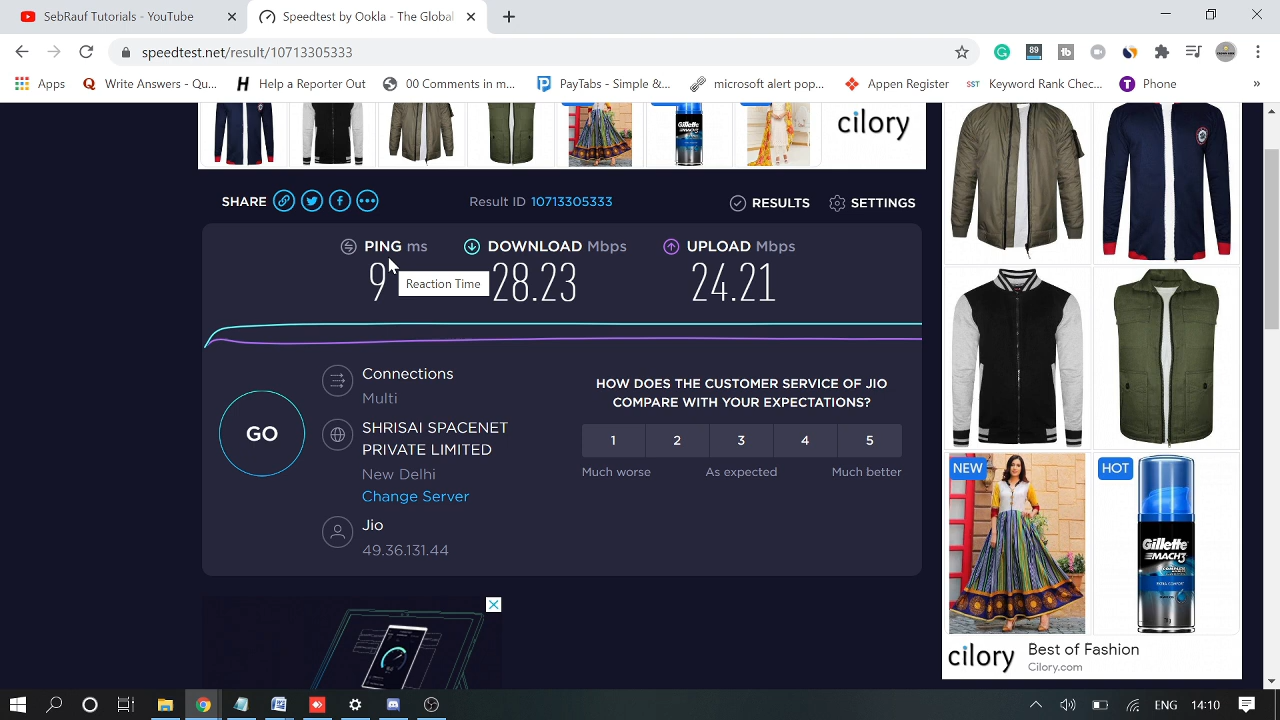 SebRauf Tutorials - YouTube
Speedtest by Ookla - The Global
speedtest.net/result/10713305333
89
Apps
Write Answers - Qu...
Help a Reporter Out
00 Comments in m...
PayTabs - Simple &...
microsoft alert pop...
Appen Register
SST Keyword Rank Chec...
Phone
»
cilory
SHARE
Result ID 10713305333
RESULTS
SETTINGS
PING ms
DOWNLOAD Mbps
UPLOAD Mbps
9
28.23
24.21
Reaction Time
GO
Connections
Multi
SHRISAI SPACENET
PRIVATE LIMITED
New Delhi
Change Server
Jio
49.36.131.44
HOW DOES THE CUSTOMER SERVICE OF JIO
COMPARE WITH YOUR EXPECTATIONS?
1 2 3 4 5
Much worse As expected Much better
NEW
HOT
Gillette
MACH3
cilory
Best of Fashion
Cilory.com
ENG
14:10